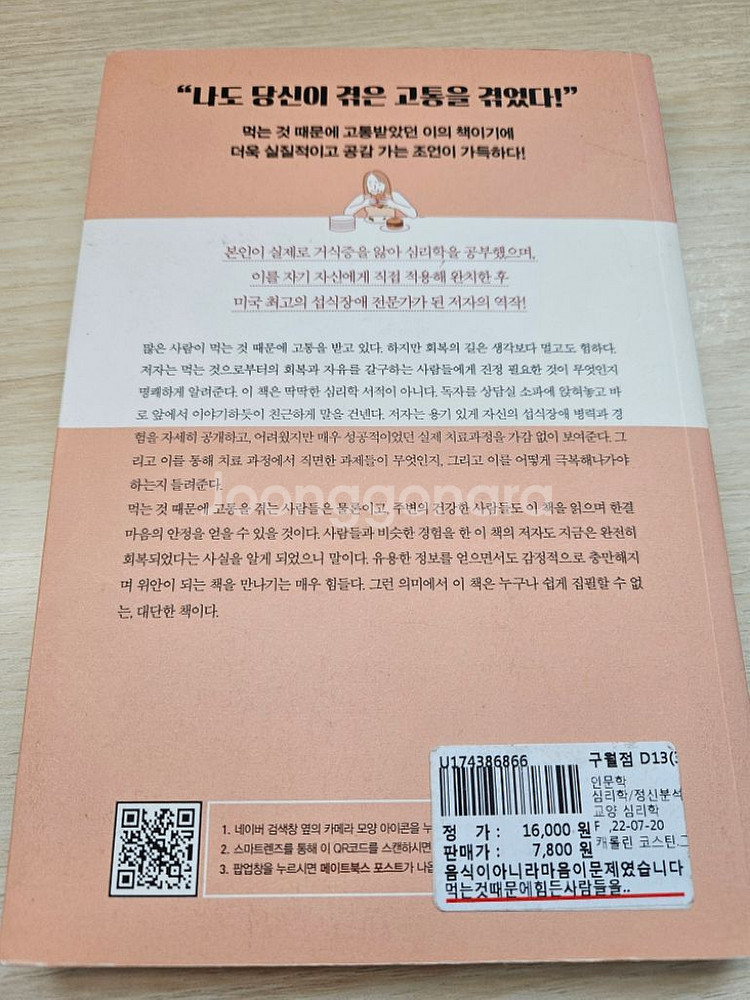 “나도 당신이 겪은 고통을 겪었다!”
먹는 것 때문에 고통받았던 이의 책이기에
더욱 실질적이고 공감 가는 조언이 가득하다!
본인이 실제로 거식증을 앓아 심리학을 공부했으며,
이를 자기 자신에게 직접 적용해 완치한 후
미국 최고의 섭식장애 전문가가 된 저자의 역작!
많은 사람이 먹는 것 때문에 고통을 받고 있다. 하지만 회복의 길은 생각보다 멀고도 험하다.
저자는 먹는 것으로부터의 회복과 자유를 갈구하는 사람들에게 진정 필요한 것이 무엇인지
명쾌하게 알려준다. 이 책은 딱딱한 심리학 서적이 아니다. 독자를 상담실 소파에 앉혀놓고 바
로 앞에서 이야기하듯이 친근하게 말을 건넨다. 저자는 용기 있게 자신의 섭식장애 병력과 경
험을 자세히 공개하고, 어려웠지만 매우 성공적이었던 실제 치료과정을 가감 없이 보여준다. 그
리고 이를 통해 치료 과정에서 직면한 과제들이 무엇인지, 그리고 이를 어떻게 극복해나가야
하는지 들려준다.
joonggonara
먹는 것 때문에 고통을 겪는 사람들은 물론이고, 주변의 건강한 사람들도 이 책을 읽으며 한결
마음의 안정을 얻을 수 있을 것이다. 사람들과 비슷한 경험을 한 이 책의 저자도 지금은 완전히
회복되었다는 사실을 알게 되었으니 말이다. 유용한 정보를 얻으면서도 감정적으로 충만해지
며 위안이 되는 책을 만나기는 매우 힘들다. 그런 의미에서 이 책은 누구나 쉽게 집필할 수 없
는, 대단한 책이다.
1. 네이버 검색창 옆의 카메라 모양 아이콘을 누
2. 스마트렌즈를 통해 이 QR코드를 스캔하시면
3. 팝업창을 누르시면 메이트북스 포스트가 나옵
U174386866
구월점 D13(3
인문학
심리학/정신분석
교양 심리학
F ,22-07-20
캐롤린 코스틴,
정 가 : 16,000 원
판매가 : 7,800 원
음식이아니라마음이문제였습니다
먹는것때문에힘든사람들을..